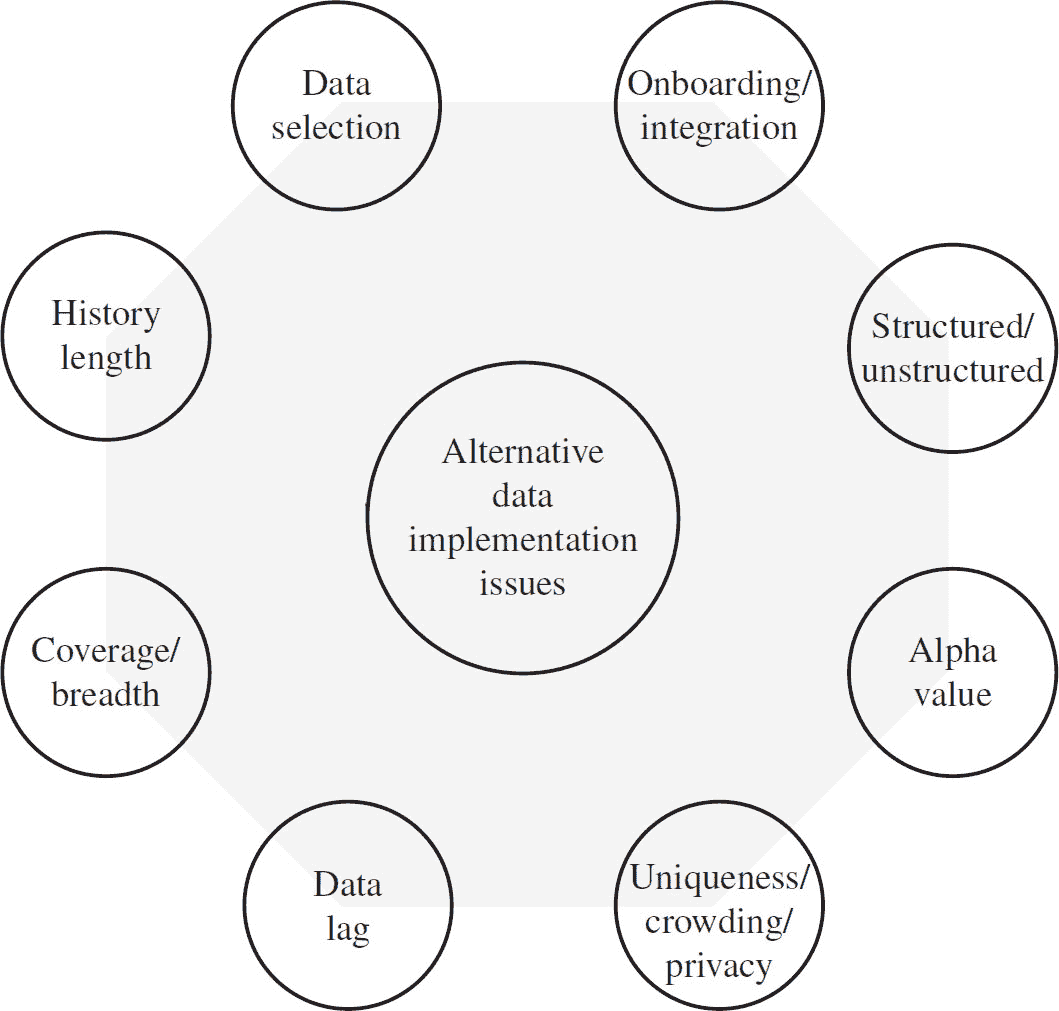 Data
selection
Onboarding/
integration
History
length
Structured/
unstructured
Alternative
data
implementation
issues
Coverage/
breadth
Alpha
value
Data
lag
Uniqueness/
crowding/
privacy